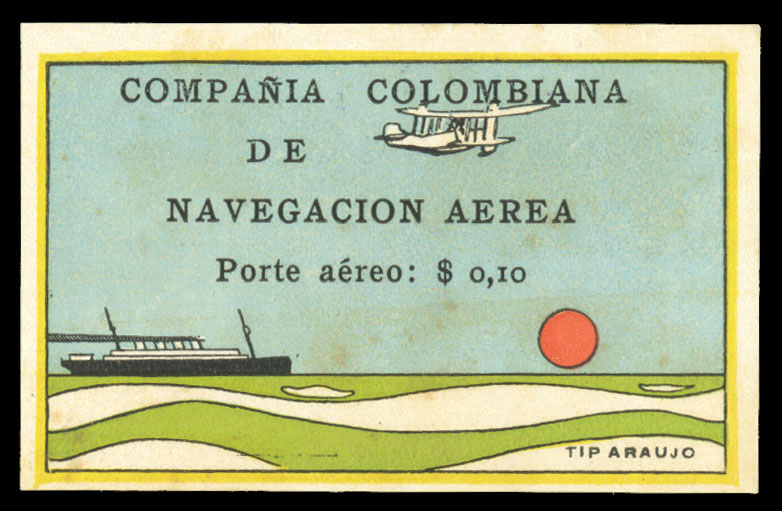 COMPAÑIA COLOMBIANA
DE
NAVEGACION AEREA
Porte aéreo: $ 0,10
TIP ARAUJO